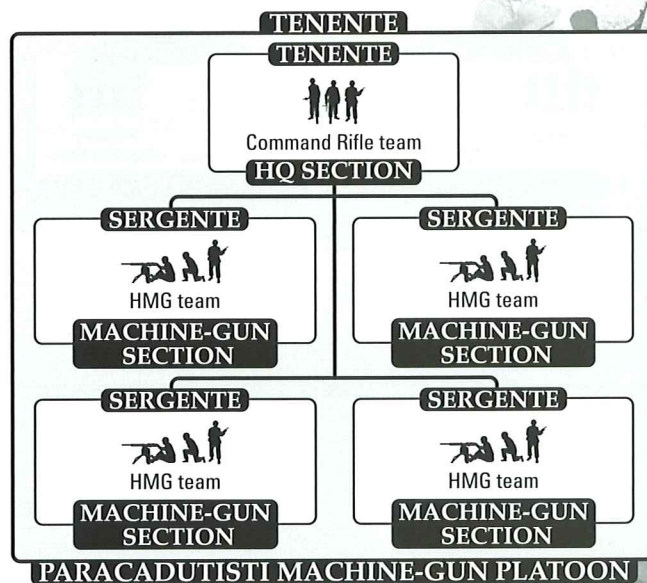 TENENTE
TENENTE
Command Rifle team
HQ SECTION
SERGENTE
SERGENTE
HMG team
HMG team
MACHINE-GUN
SECTION
MACHINE-GUN
SECTION
SERGENTE
SERGENTE
HMG team
HMG team
MACHINE-GUN
SECTION
MACHINE-GUN
SECTION
PARACADUTISTI MACHINE-GUN PLATOON